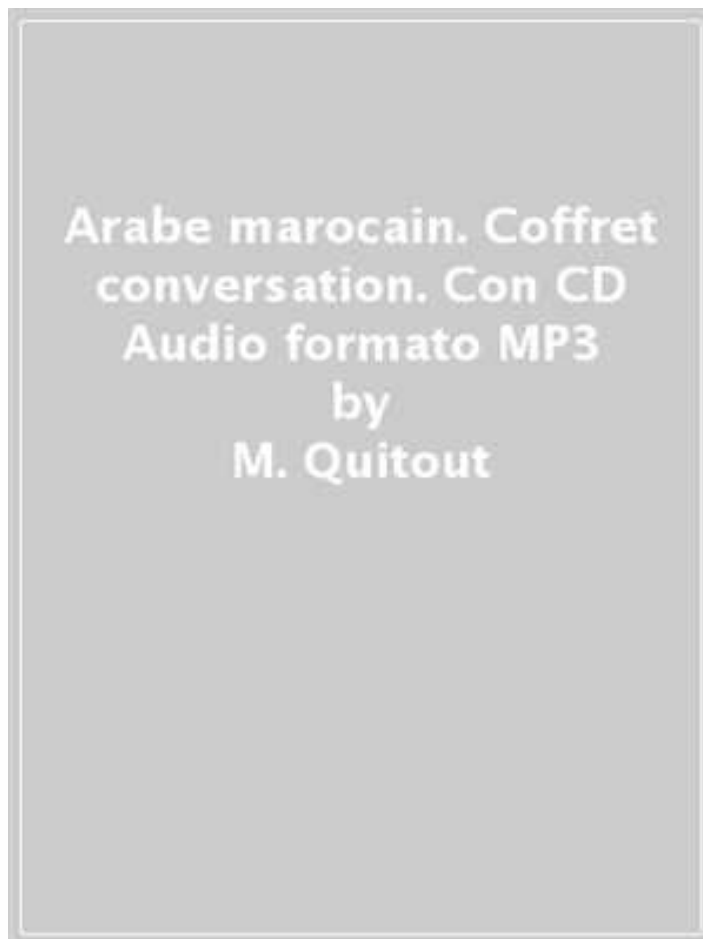 Arabe marocain. Coffret
conversation. Con CD
Audio formato MP3
by
M. Quitout